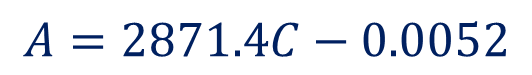 A = 2871.4C − 0.0052